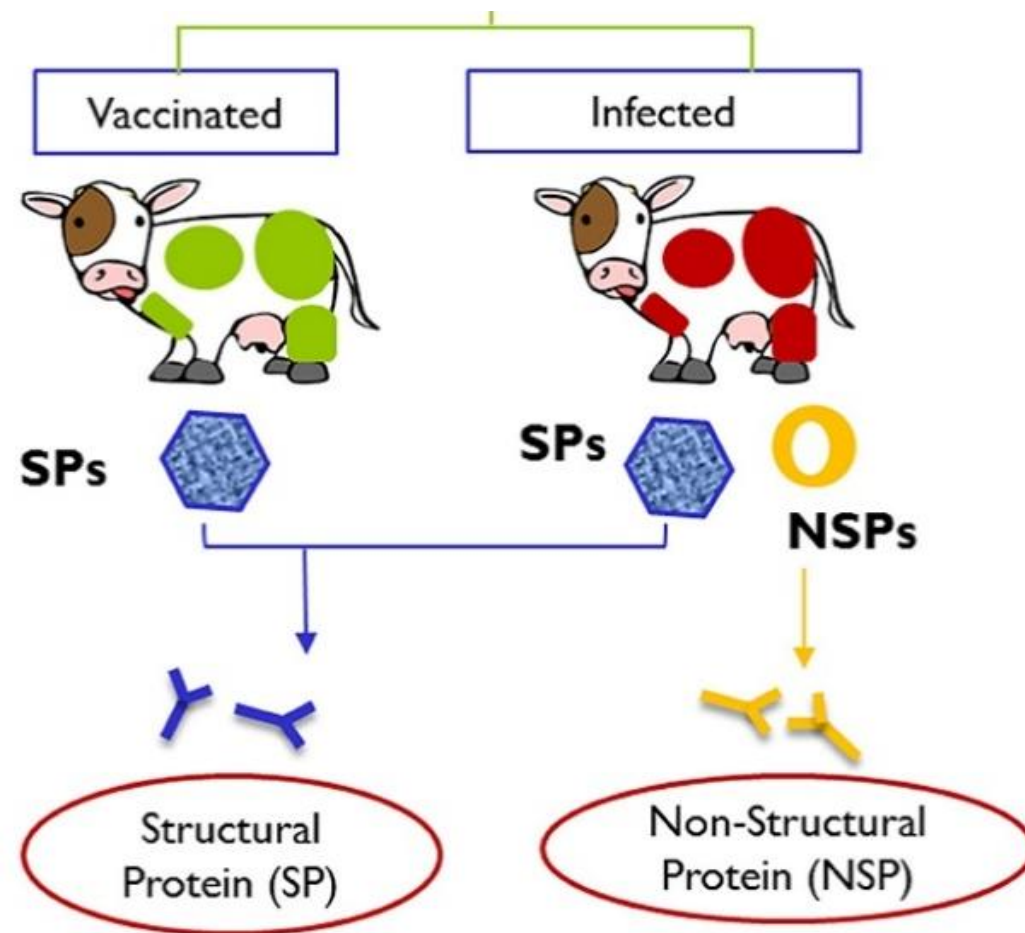 Vaccinated
Infected
SPs
SPs
NSPs
Structural
Protein (SP)
Non-Structural
Protein (NSP)